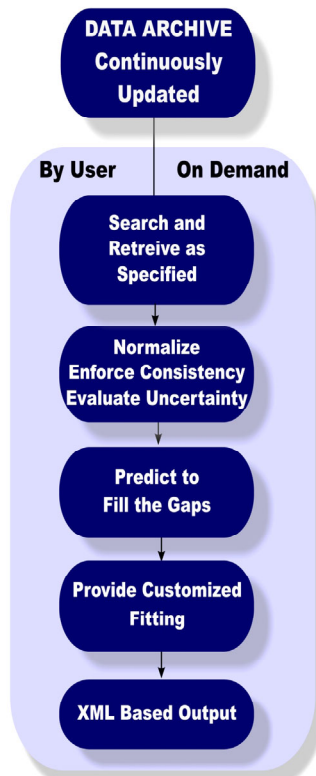 DATA ARCHIVE
Continuously
Updated
By User On Demand
Search and
Retreive as
Specified
Normalize
Enforce Consistency
Evaluate Uncertainty
Predict to
Fill the Gaps
Provide Customized
Fitting
XML Based Output